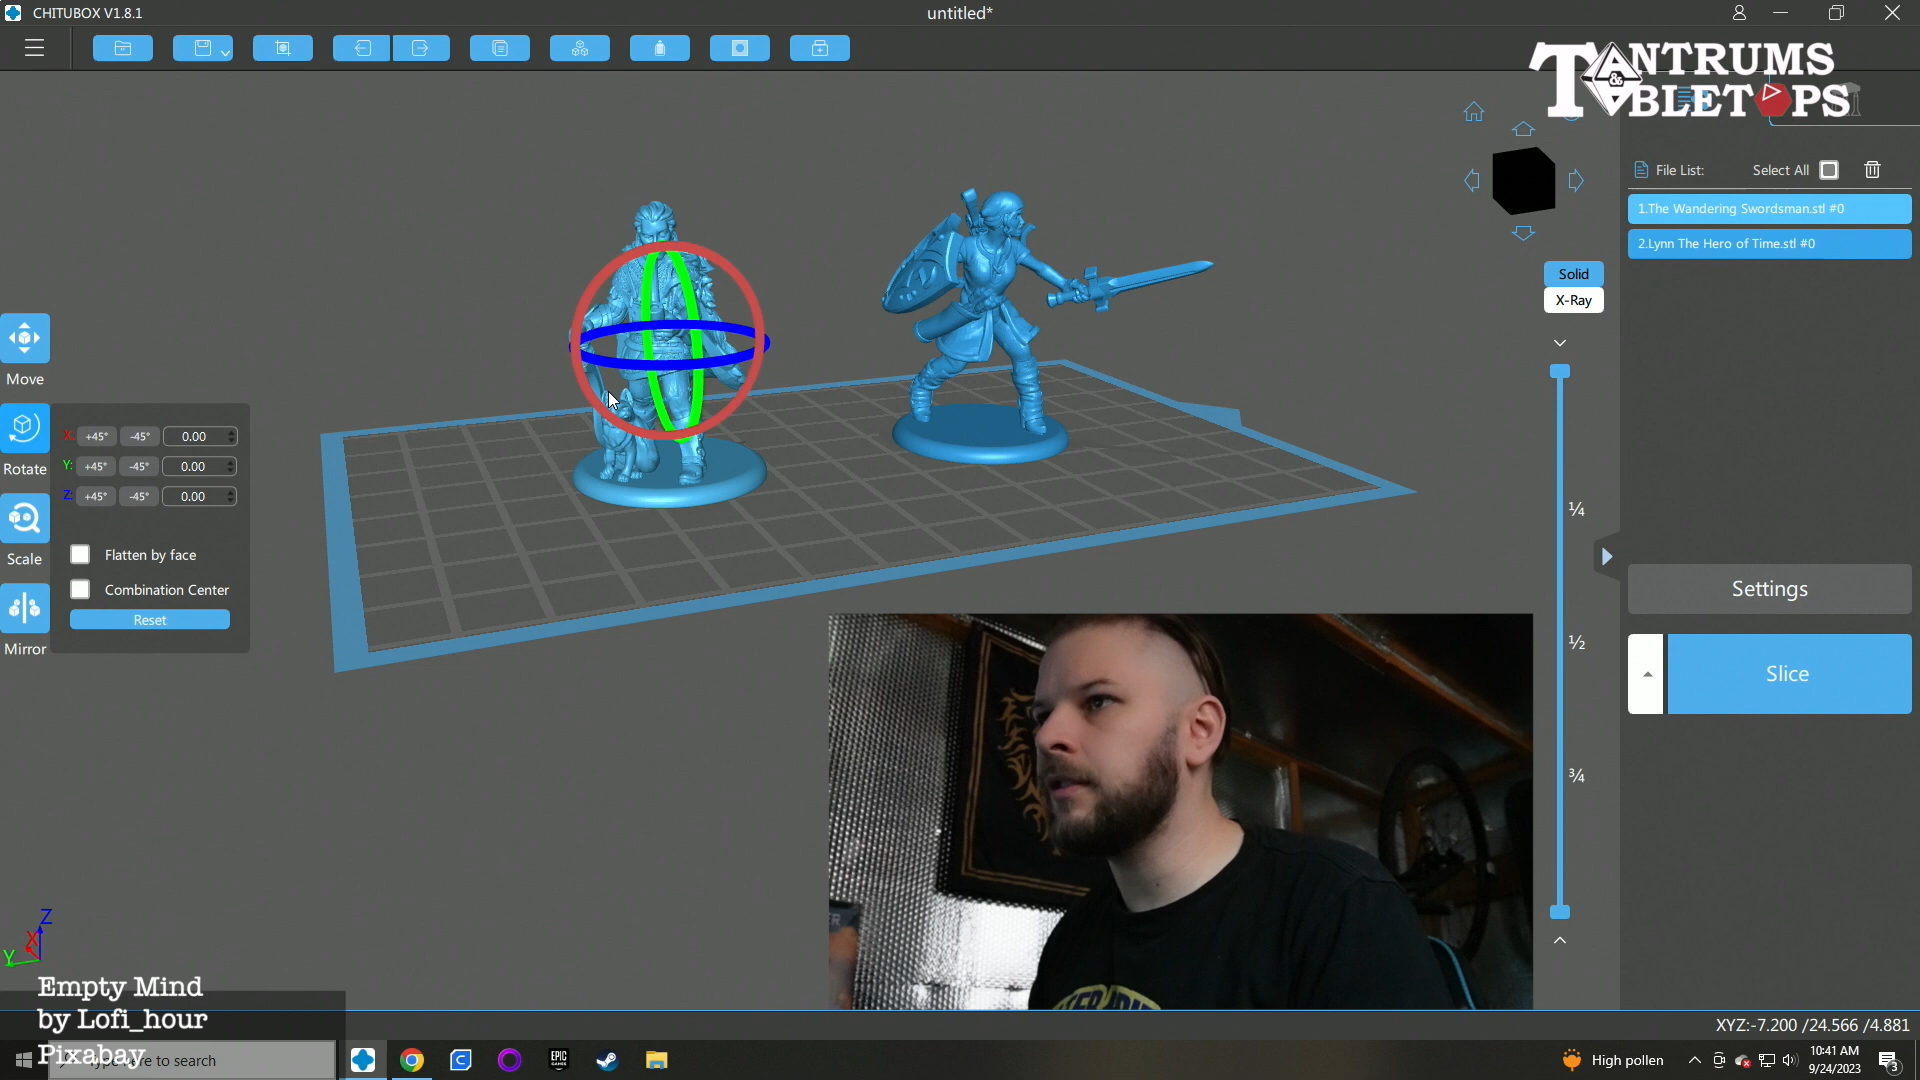 CHITUBOX V1.8.1
untitled*
TANTRUMS
& TABLETOPS
File List:
Select All
1.The Wandering Swordsman.stl #0
2.Lynn The Hero of Time.stl #0
Solid
X-Ray
Move
X: +45° -45° 0.00
Rotate
Y: +45° -45° 0.00
Z: +45° -45° 0.00
Scale
Flatten by face
Combination Center
Reset
Mirror
¼
½
¾
Settings
Slice
Z
X
Y
Empty Mind
by Lofi_hour
Pixabay
XYZ:-7.200 /24.566 /4.881
here to search
EPIC
GAMES
High pollen
10:41 AM
9/24/2023
3